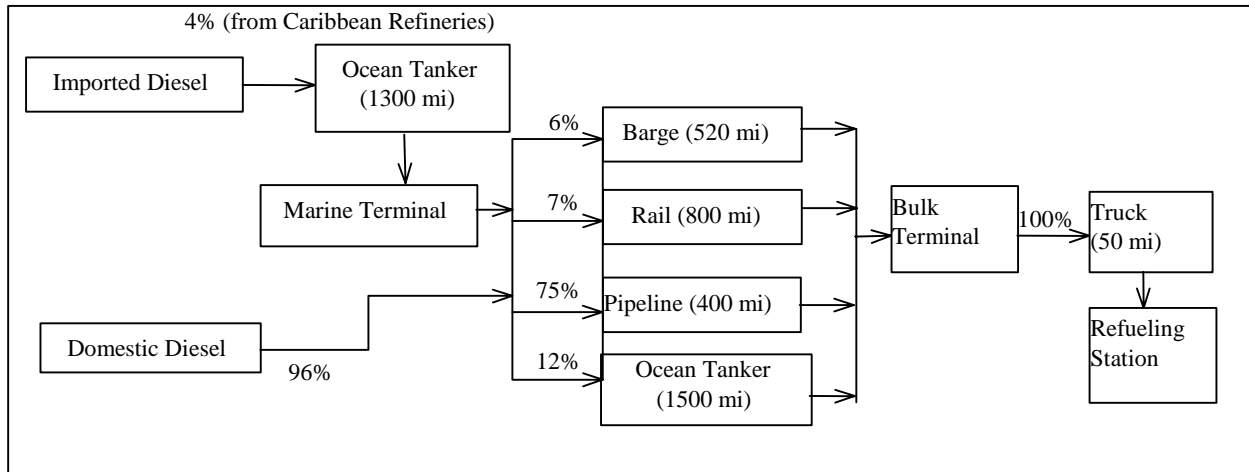 4% (from Caribbean Refineries)
Imported Diesel
Ocean Tanker
(1300 mi)
6%
Barge (520 mi)
Marine Terminal
7%
Rail (800 mi)
Bulk
Terminal
100%
Truck
(50 mi)
75%
Pipeline (400 mi)
Domestic Diesel
96%
12%
Ocean Tanker
(1500 mi)
Refueling
Station